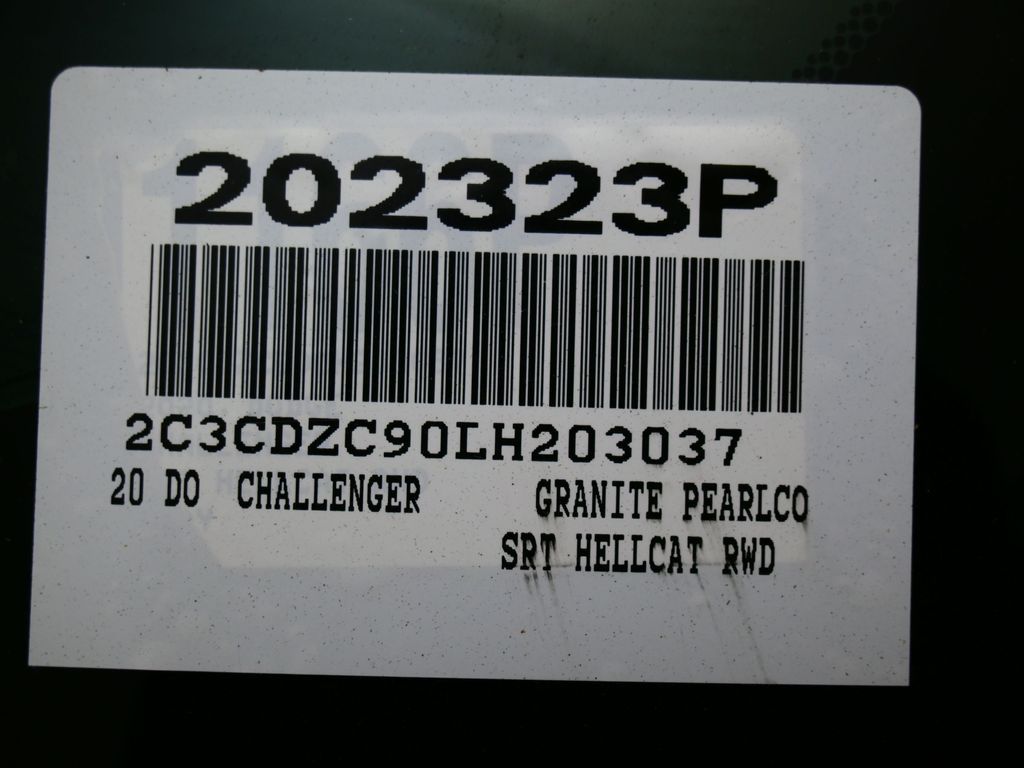 202323P
2C3CDZC90LH203037
20 DO CHALLENGER GRANITE PEARLCO
SRT HELLCAT RWD